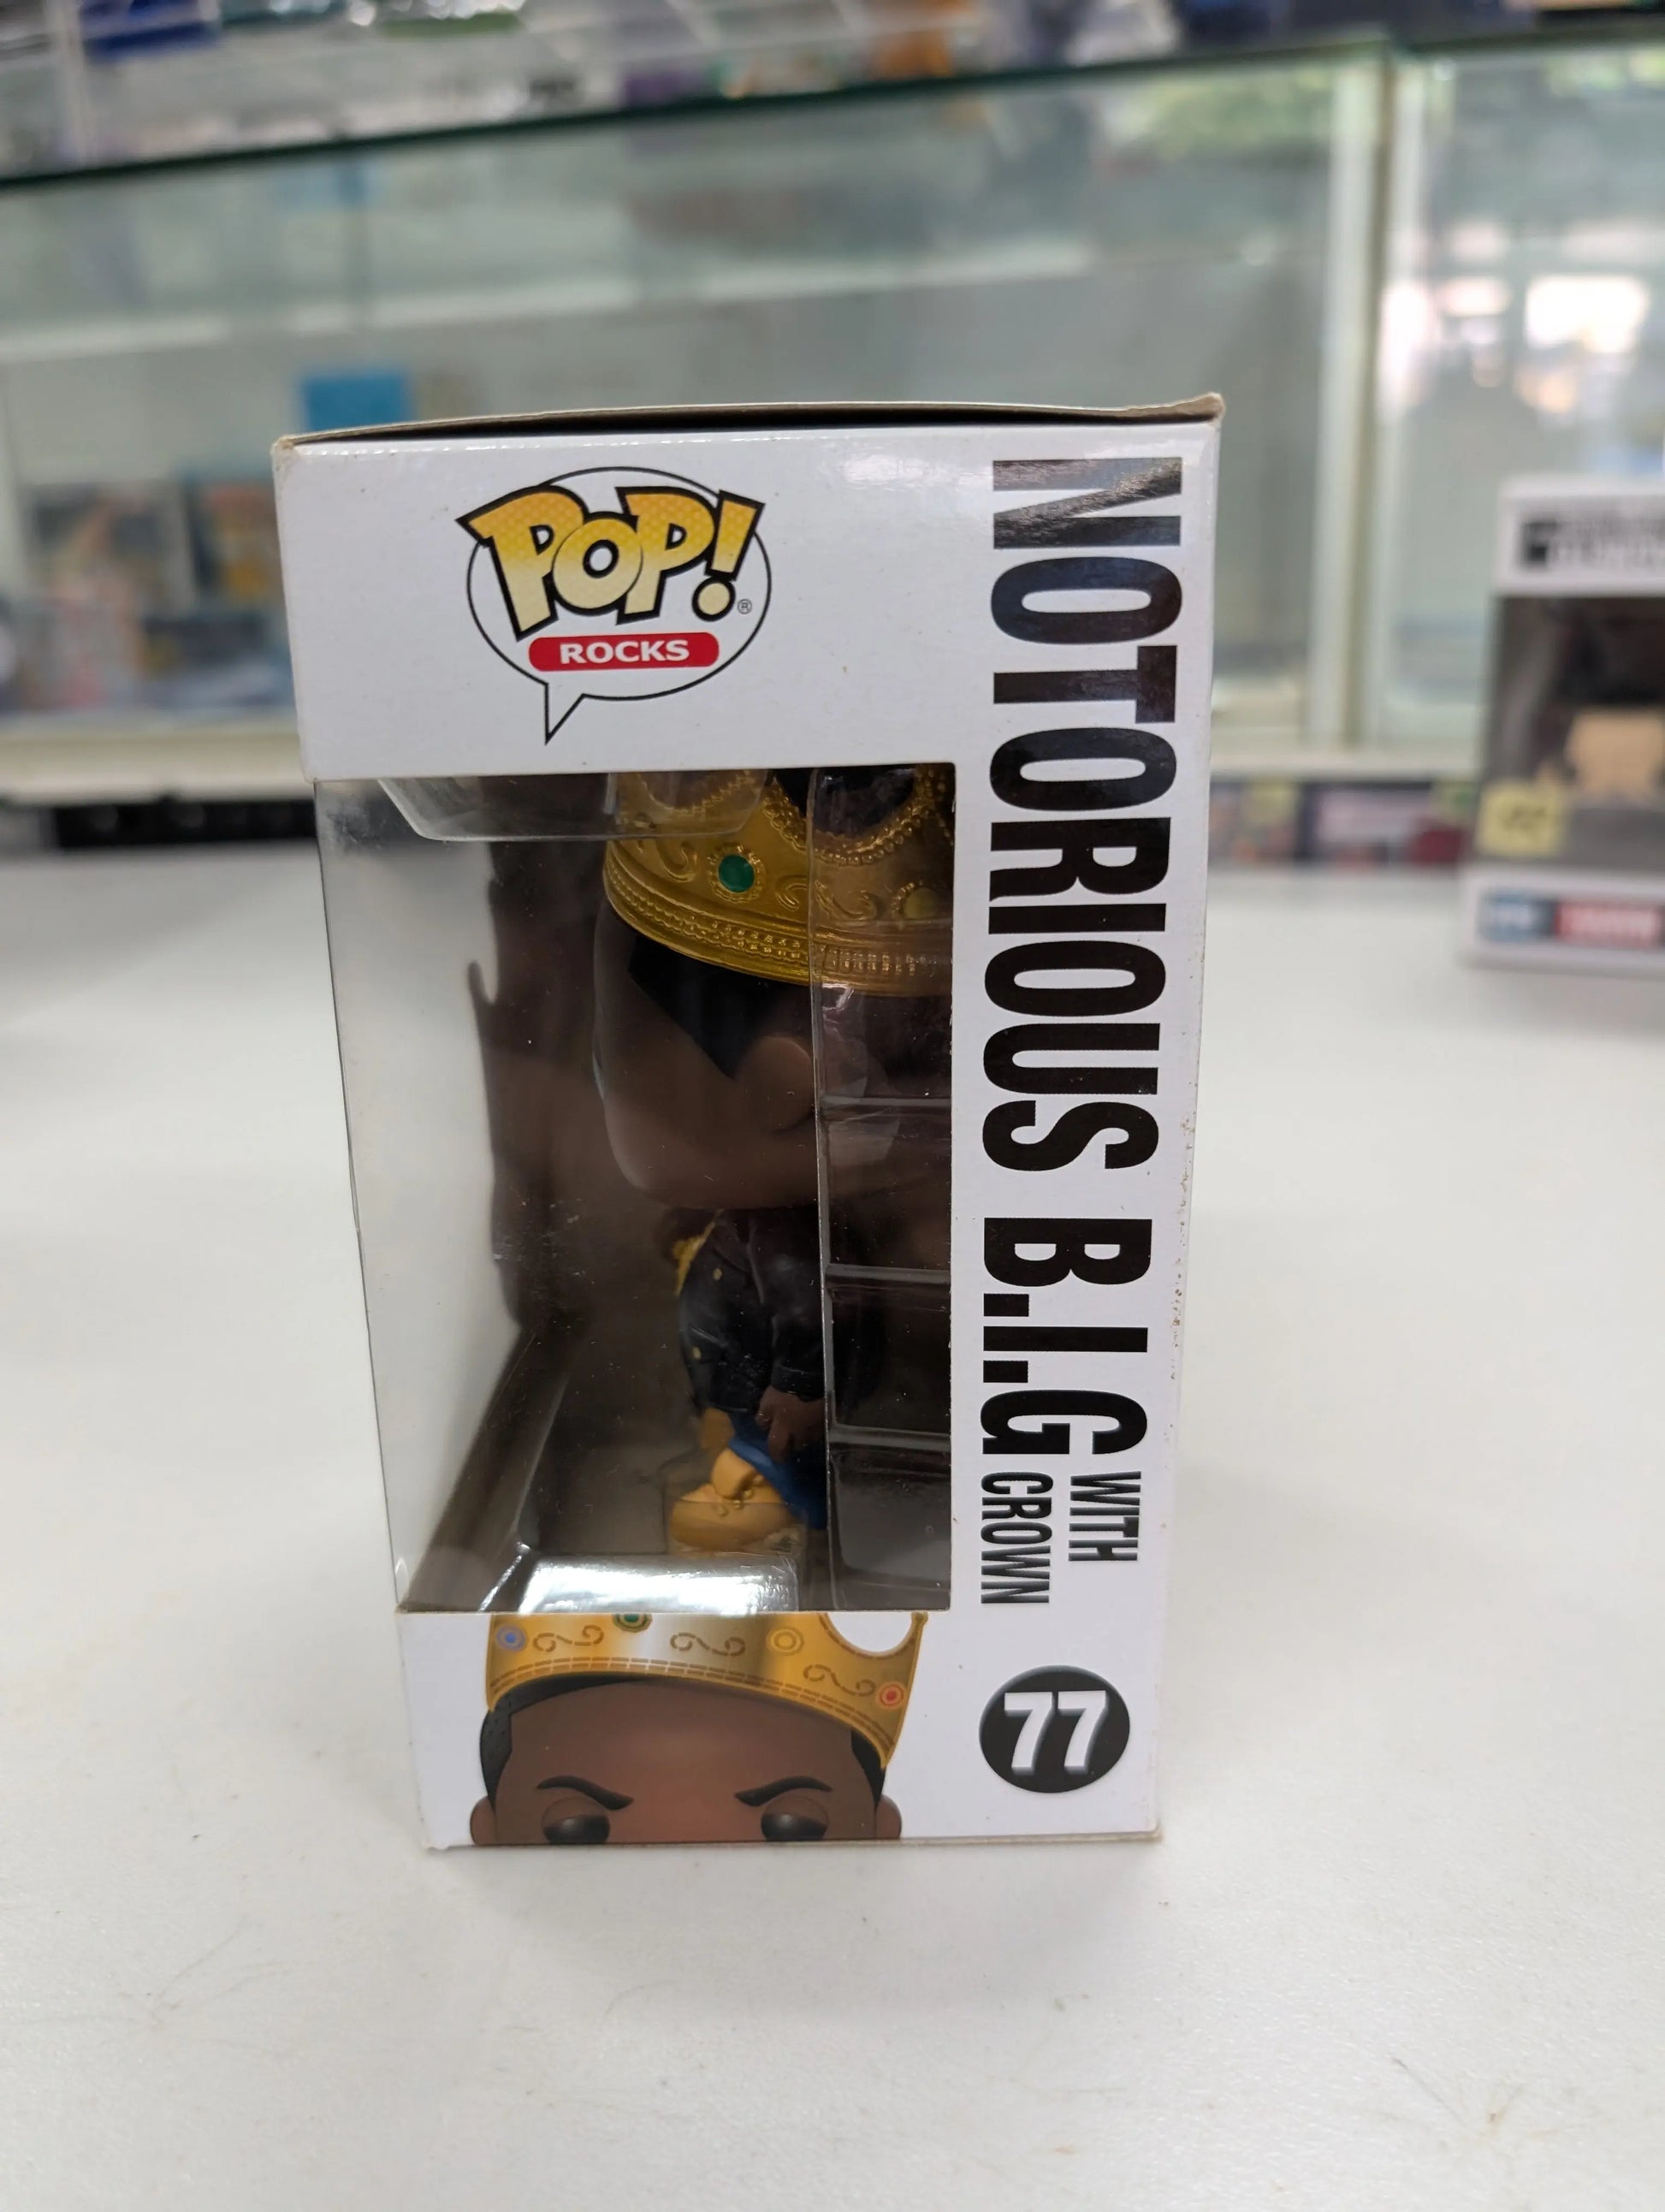 POP!®
ROCKS
NOTORIOUS B.I.G WITH
CROWN
77